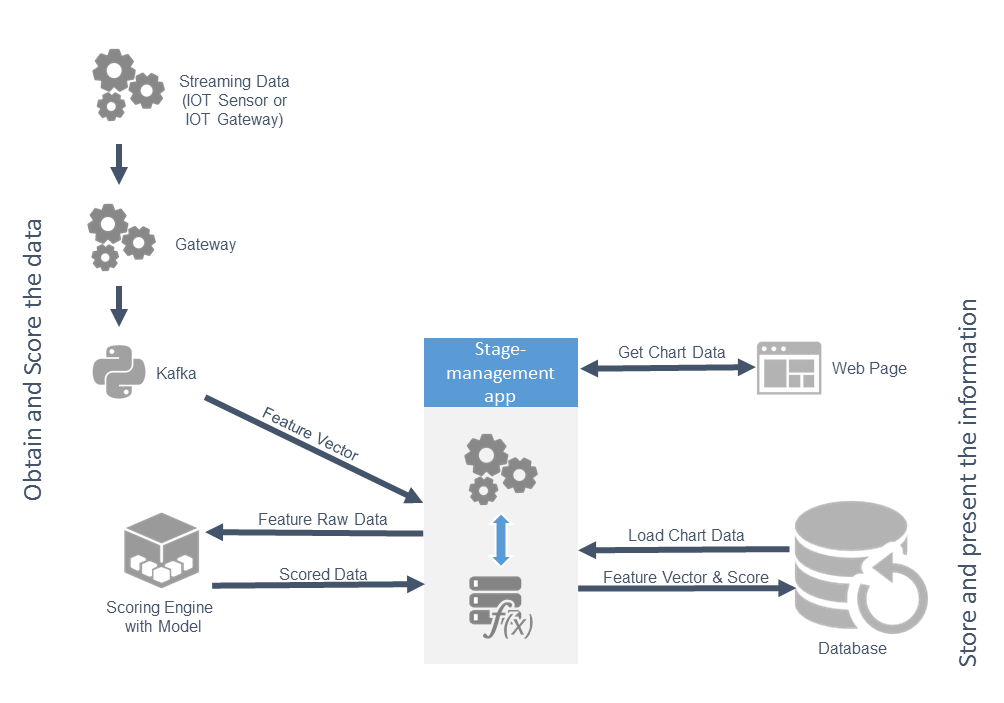 Streaming Data
(IOT Sensor or
IOT Gateway)
Gateway
Obtain and Score the data
Kafka
Feature Vector
Stage-
management
app
Get Chart Data
Web Page
Feature Raw Data
Scored Data
Scoring Engine
with Model
f(x)
Load Chart Data
Feature Vector & Score
Database
Store and present the information